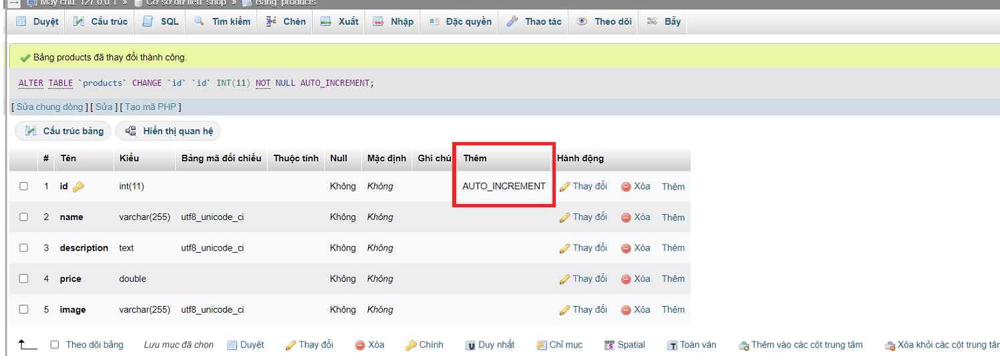 Máy chủ: 127.0.0.1 » Cơ sở dữ liệu: shop » Bảng: products
Duyệt Cấu trúc SQL Tìm kiếm Chèn Xuất Nhập Đặc quyền Thao tác Theo dõi Bẫy
Bảng products đã thay đổi thành công.
ALTER TABLE `products` CHANGE `id` `id` INT(11) NOT NULL AUTO_INCREMENT;
[ Sửa chung dòng ] [ Sửa ] [ Tạo mã PHP ]
Cấu trúc bảng Hiển thị quan hệ
# Tên Kiểu Bảng mã đối chiếu Thuộc tính Null Mặc định Ghi chú Thêm Hành động
1 id int(11) Không Không AUTO_INCREMENT Thay đổi Xóa Thêm
2 name varchar(255) utf8_unicode_ci Không Không Thay đổi Xóa Thêm
3 description text utf8_unicode_ci Không Không Thay đổi Xóa Thêm
4 price double Không Không Thay đổi Xóa Thêm
5 image varchar(255) utf8_unicode_ci Không Không Thay đổi Xóa Thêm
Theo dõi bảng Lưu mục đã chọn Duyệt Thay đổi Xóa Chính Duy nhất Chỉ mục Spatial Toàn văn Thêm vào các cột trung tâm Xóa khỏi các cột trung tâm